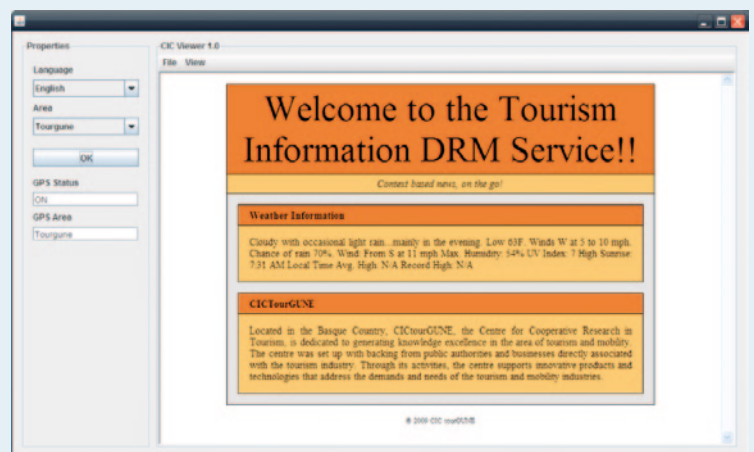 Properties
Language
English
Area
Tourgune
OK
GPS Status
ON
GPS Area
Tourgune
CIC Viewer 1.0
File View
Welcome to the Tourism
Information DRM Service!!
Context based news, on the go!
Weather Information
Cloudy with occasional light rain...mainly in the evening. Low 63F. Winds W at 5 to 10 mph.
Chance of rain 70%. Wind: From S at 11 mph Max. Humidity: 54% UV Index: 7 High Sunrise:
7:31 AM Local Time Avg. High: N/A Record High: N/A
CICTourGUNE
Located in the Basque Country, CICtourGUNE, the Centre for Cooperative Research in
Tourism, is dedicated to generating knowledge excellence in the area of tourism and mobility.
The centre was set up with backing from public authorities and businesses directly associated
with the tourism industry. Through its activities, the centre supports innovative products and
technologies that address the demands and needs of the tourism and mobility industries.
© 2009 CIC tourGUNE